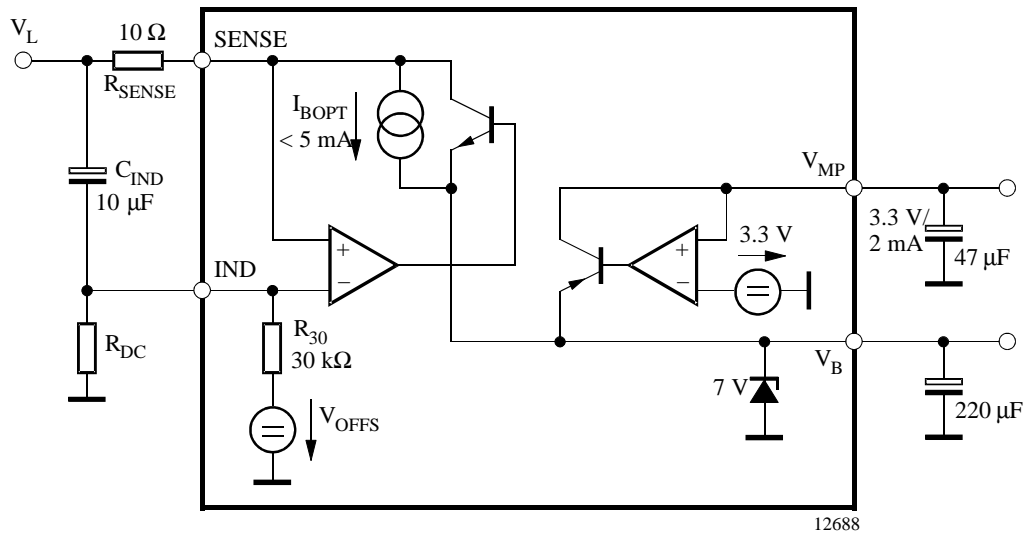 V_L
10 Ω
R_SENSE
SENSE
I_BOPT
< 5 mA
C_IND
10 µF
V_MP
3.3 V/
2 mA
47 µF
3.3 V
+
−
+
−
IND
R_30
30 kΩ
R_DC
V_OFFS
7 V
V_B
220 µF
12688